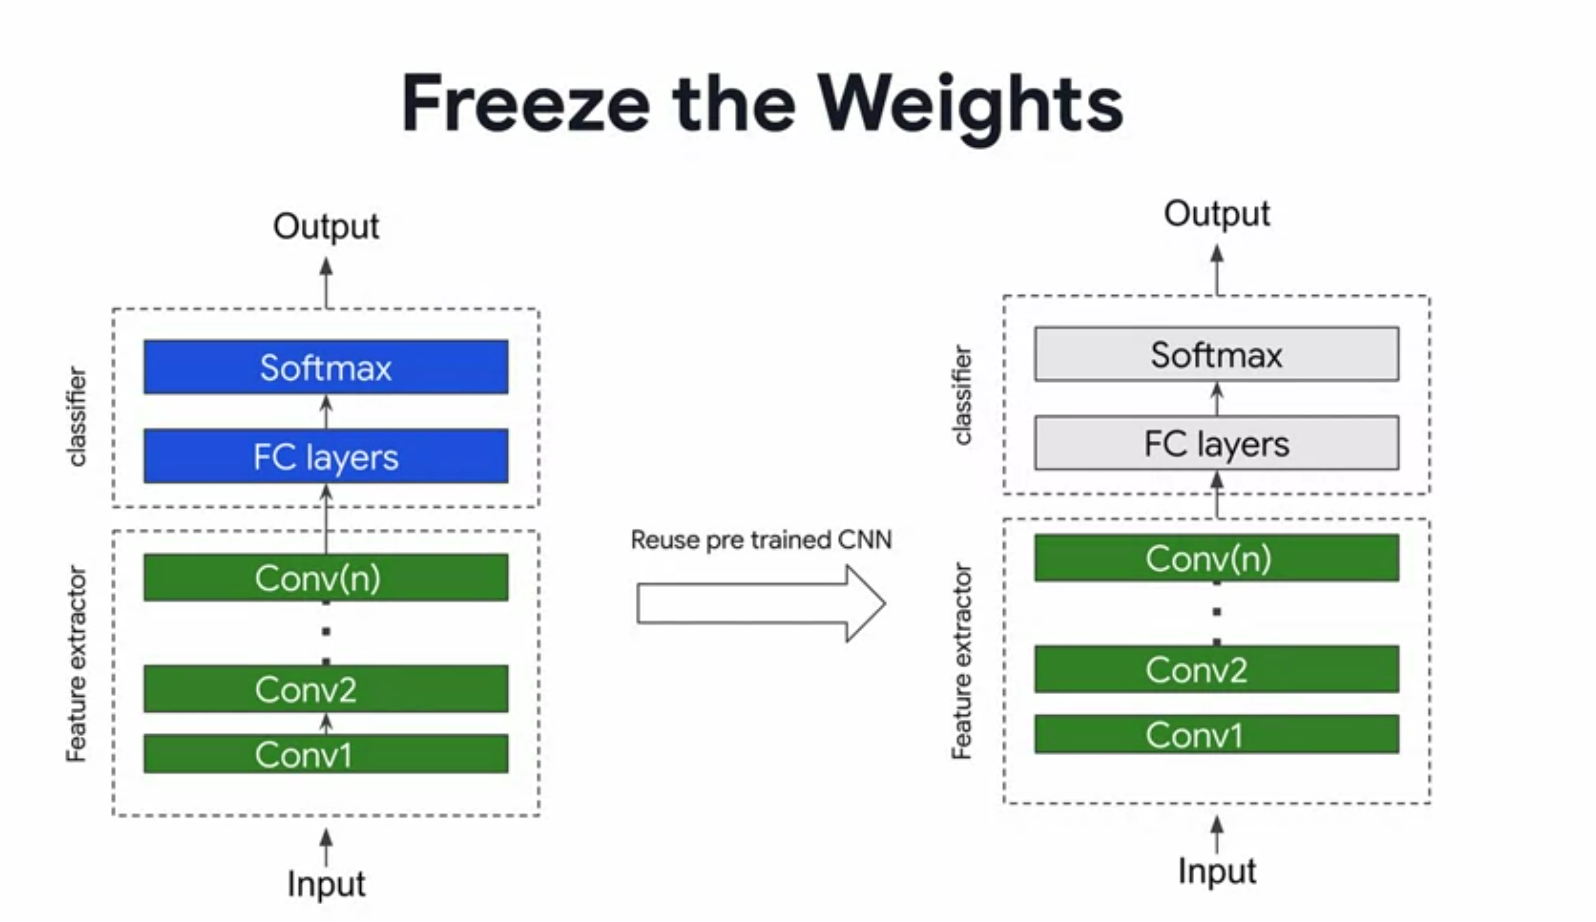 Freeze the Weights
Output
classifier
Softmax
FC layers
Feature extractor
Conv(n)
Conv2
Conv1
Input
Reuse pre trained CNN
Output
classifier
Softmax
FC layers
Feature extractor
Conv(n)
Conv2
Conv1
Input